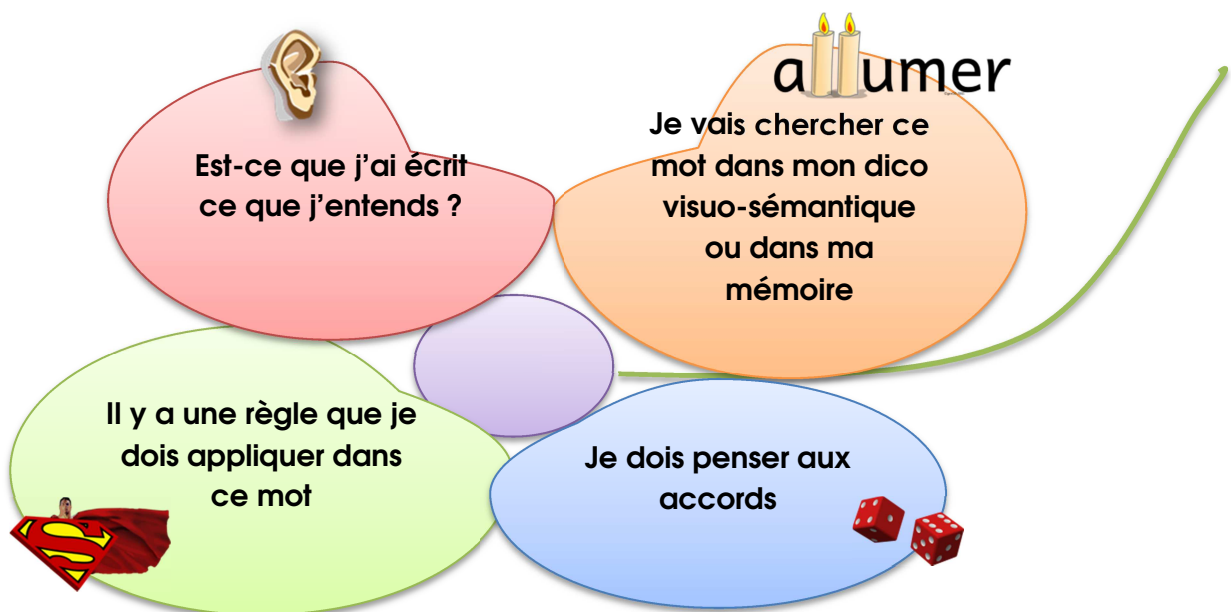 Est-ce que j'ai écrit
ce que j'entends ?
allumer
Je vais chercher ce
mot dans mon dico
visuo-sémantique
ou dans ma
mémoire
Il y a une règle que je
dois appliquer dans
ce mot
S
Je dois penser aux
accords